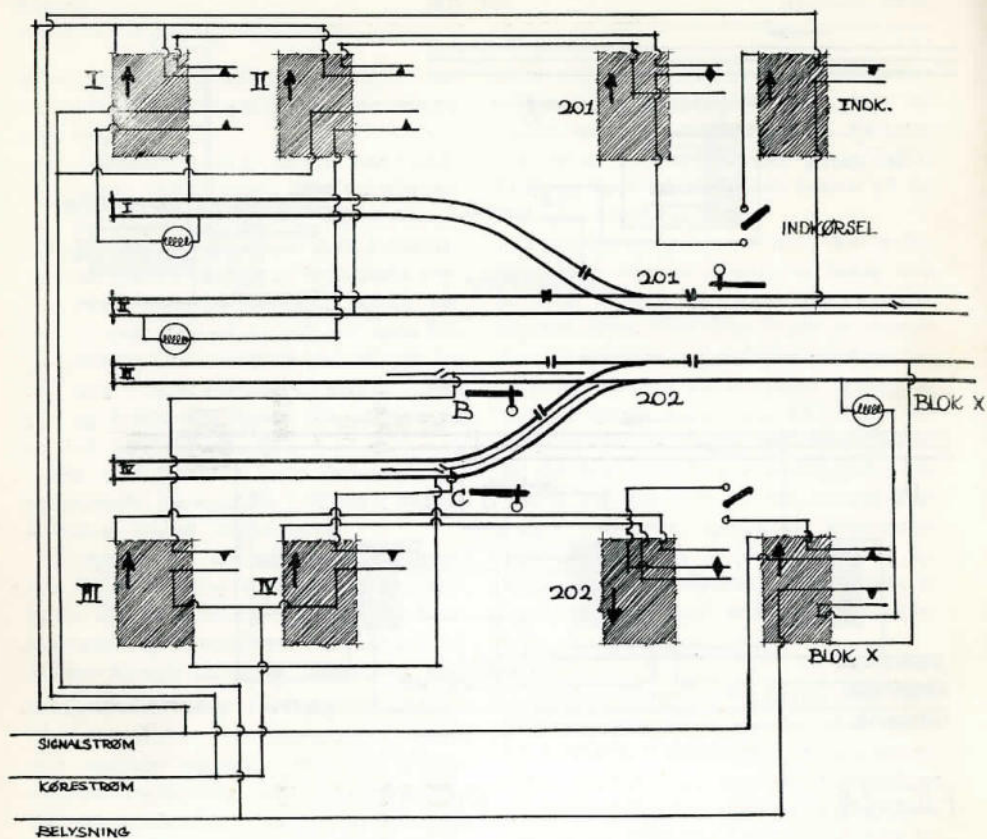 I
II
201
INDK.
I
INDKØRSEL
201
II
III
B
202
BLOK X
IV
C
III
IV
202
BLOK X
SIGNALSTRØM
KØRESTRØM
BELYSNING